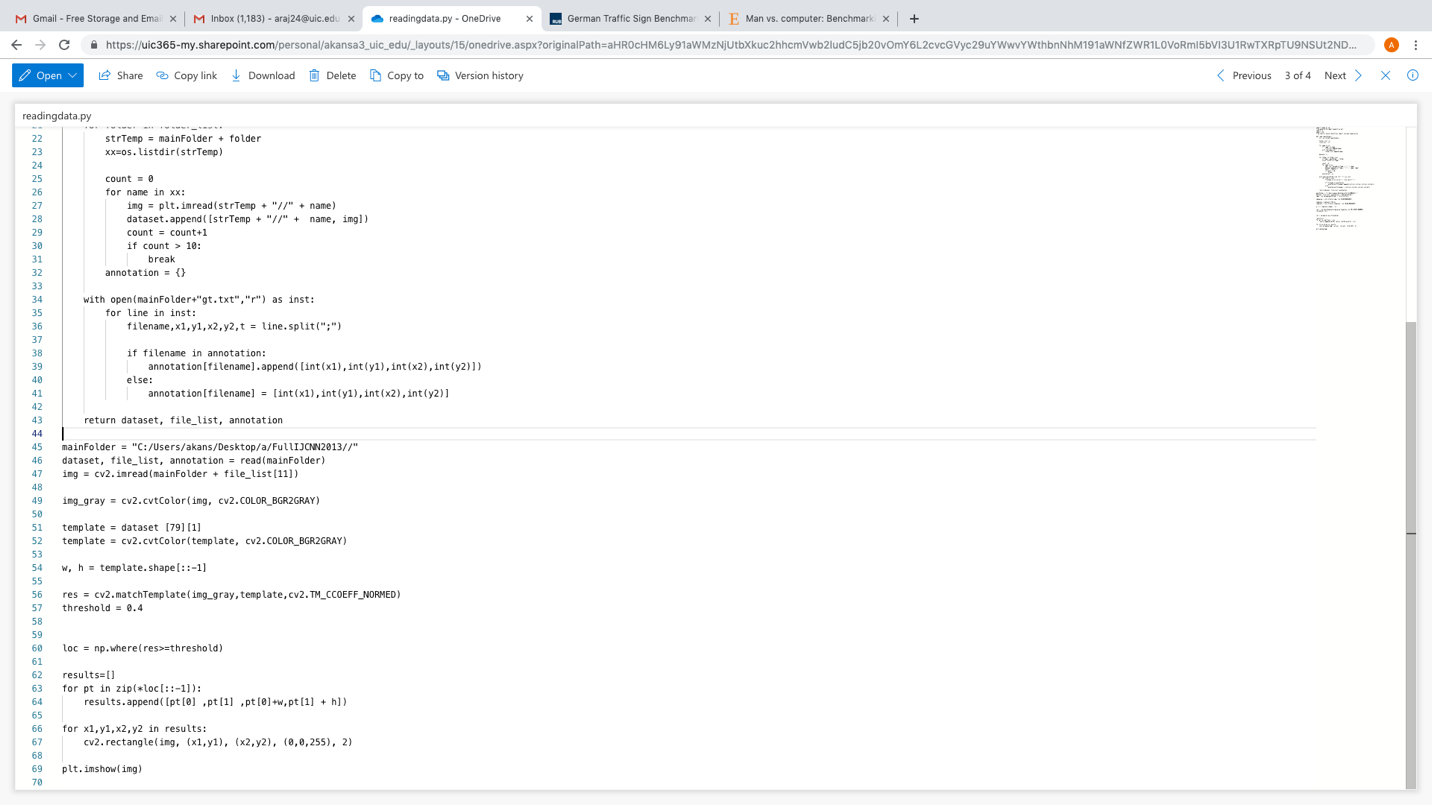 Gmail - Free Storage and Emai
Inbox (1,183) - araj24@uic.edu
readingdata.py - OneDrive
German Traffic Sign Benchmar
Man vs. computer: Benchmark
https://uic365-my.sharepoint.com/personal/akansa3_uic_edu/_layouts/15/onedrive.aspx?originalPath=
A
Open
Share
Copy link
Download
Delete
Copy to
Version history
Previous
3 of 4
Next
readingdata.py
21 for folder in folder_list:
22 strTemp = mainFolder + folder
23 xx=os.listdir(strTemp)
24
25 count = 0
26 for name in xx:
27 img = plt.imread(strTemp + "//" + name)
28 dataset.append([strTemp + "//" +  name, img])
29 count = count+1
30 if count > 10:
31 break
32 annotation = {}
33
34 with open(mainFolder+"gt.txt","r") as inst:
35 for line in inst:
36 filename,x1,y1,x2,y2,t = line.split(";")
37
38 if filename in annotation:
39 annotation[filename].append([int(x1),int(y1),int(x2),int(y2)])
40 else:
41 annotation[filename] = [int(x1),int(y1),int(x2),int(y2)]
42
43 return dataset, file_list, annotation
44
45 mainFolder = "C:/Users/akans/Desktop/a/FullIJCNN2013//"
46 dataset, file_list, annotation = read(mainFolder)
47 img = cv2.imread(mainFolder + file_list[11])
48
49 img_gray = cv2.cvtColor(img, cv2.COLOR_BGR2GRAY)
50
51 template = dataset [79][1]
52 template = cv2.cvtColor(template, cv2.COLOR_BGR2GRAY)
53
54 w, h = template.shape[::-1]
55
56 res = cv2.matchTemplate(img_gray,template,cv2.TM_CCOEFF_NORMED)
57 threshold = 0.4
58
59
60 loc = np.where(res>=threshold)
61
62 results=[]
63 for pt in zip(*loc[::-1]):
64 results.append([pt[0] ,pt[1] ,pt[0]+w,pt[1] + h])
65
66 for x1,y1,x2,y2 in results:
67 cv2.rectangle(img, (x1,y1), (x2,y2), (0,0,255), 2)
68
69 plt.imshow(img)
70